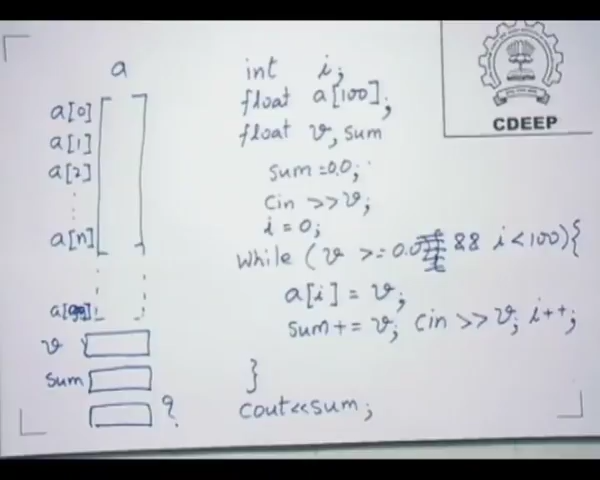 a
a[0]
a[1]
a[2]
a[n]
a[99]
v
sum
?
int i;
float a[100];
float v, sum
sum = 0.0;
cin >> v;
i = 0;
while (v >= 0.0 && i < 100) {
a[i] = v;
sum += v; cin >> v; i++;
}
cout << sum;
CDEEP